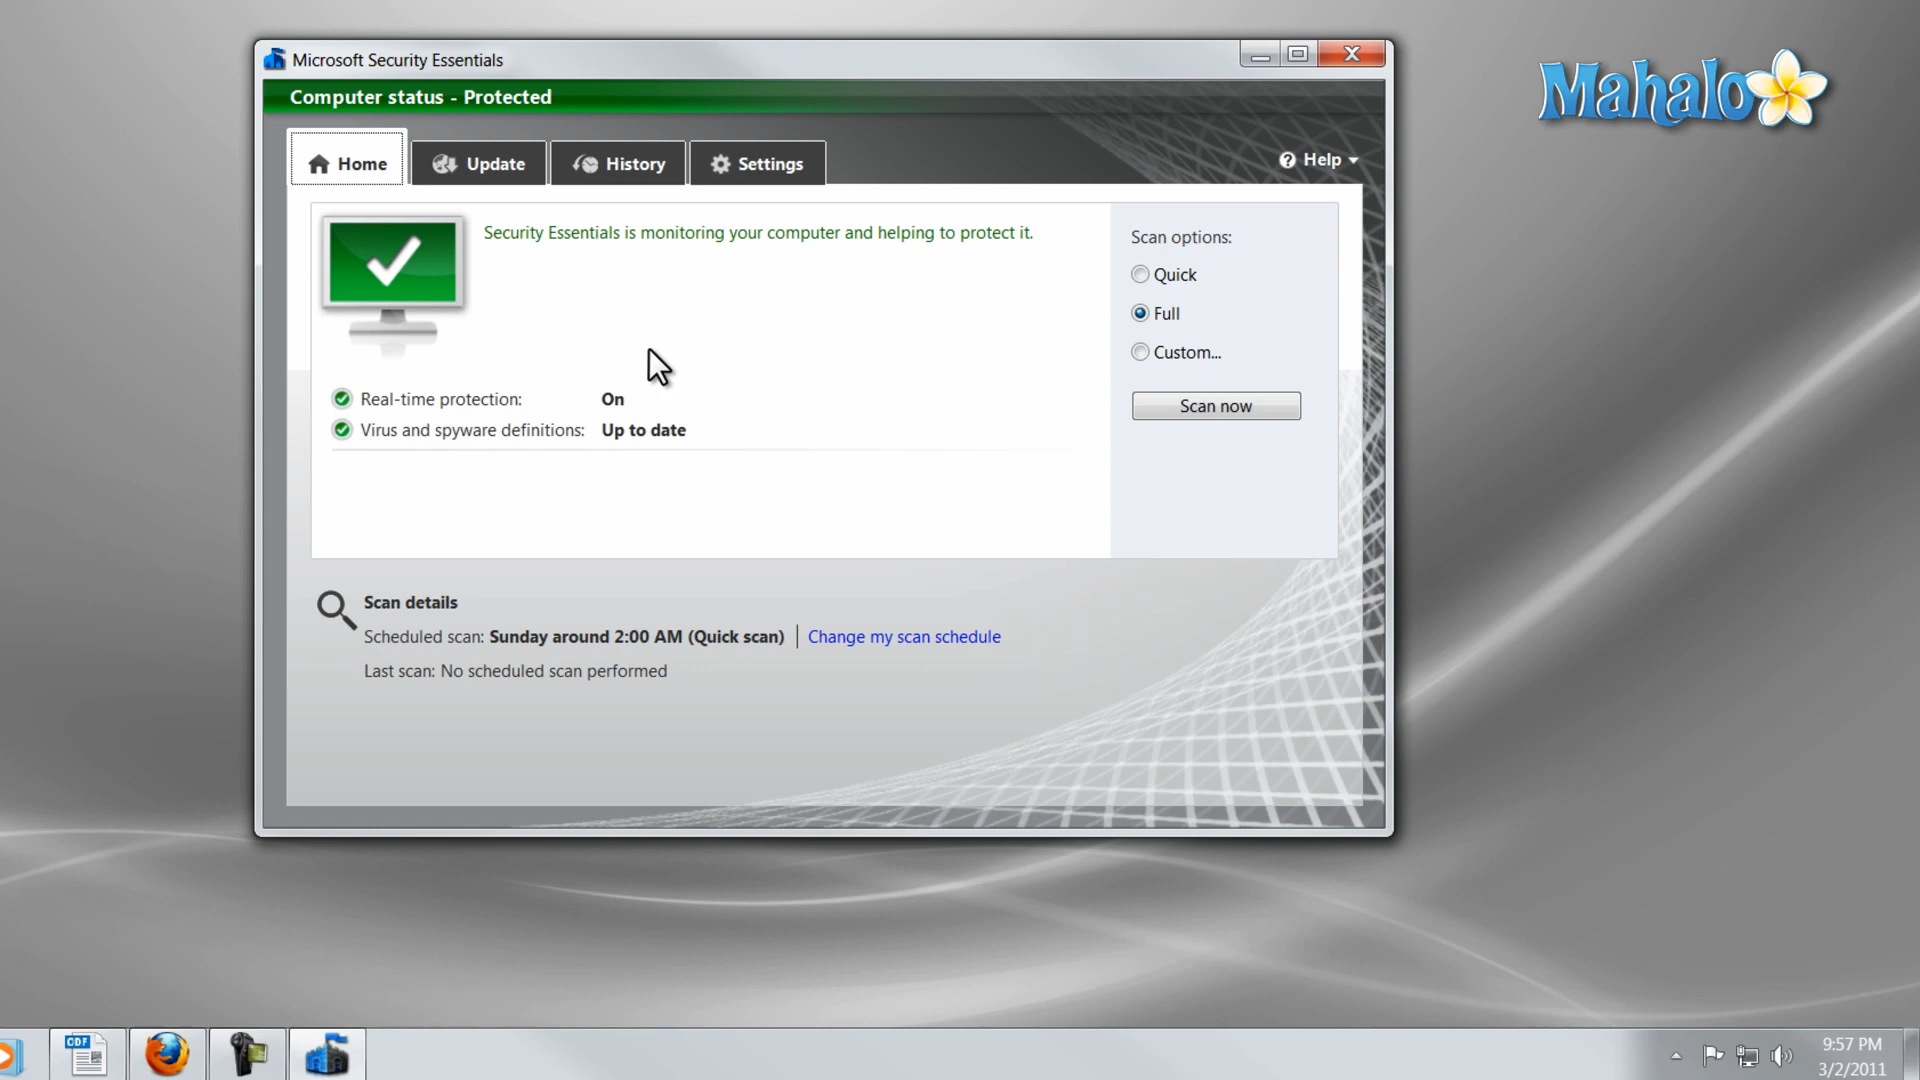 Microsoft Security Essentials
Mahalo
Computer status - Protected
Home
Update
History
Settings
Help
Security Essentials is monitoring your computer and helping to protect it.
Scan options:
Quick
Full
Custom...
Scan now
Real-time protection: On
Virus and spyware definitions: Up to date
Scan details
Scheduled scan: Sunday around 2:00 AM (Quick scan) | Change my scan schedule
Last scan: No scheduled scan performed
ODF
9:57 PM
3/2/2011